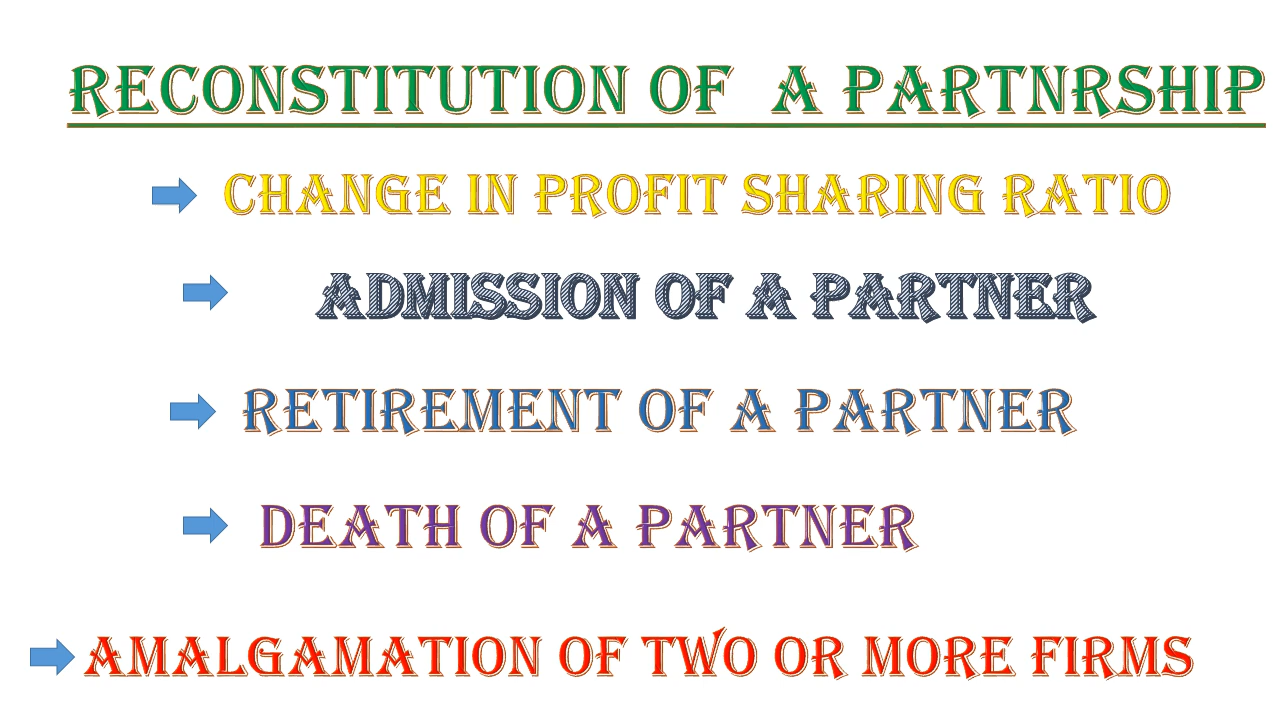 RECONSTITUTION OF A PARTNRSHIP
CHANGE IN PROFIT SHARING RATIO
ADMISSION OF A PARTNER
RETIREMENT OF A PARTNER
DEATH OF A PARTNER
AMALGAMATION OF TWO OR MORE FIRMS